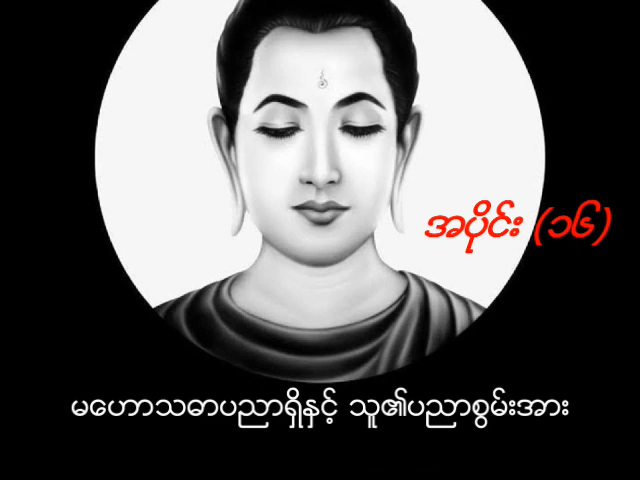 အပိုင်း (၁၆)
မဟောသဓာပညာရှိနှင့် သူ၏ပညာစွမ်းအား